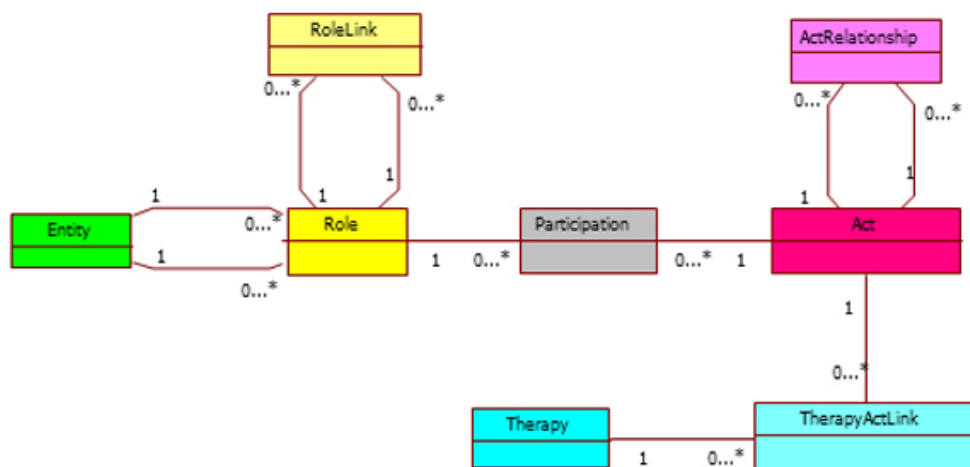 RoleLink
ActRelationship
0...*
0...*
0...*
0...*
1
1
1
1
1
0...*
Entity
Role
Participation
Act
1
0...*
1
0...*
0...*
1
1
0...*
Therapy
TherapyActLink
1
0...*